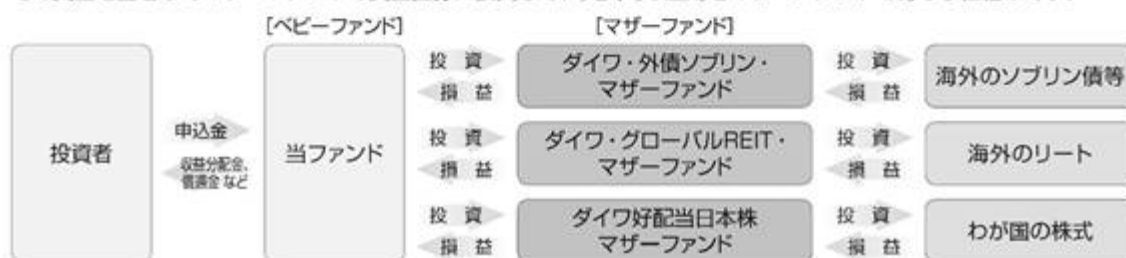 [ベビーファンド]
[マザーファンド]
投資者
申込金
収益分配金、
償還金 など
当ファンド
投 資
損 益
ダイワ・外債ソブリン・
マザーファンド
投 資
損 益
海外のソブリン債等
投 資
損 益
ダイワ・グローバルREIT・
マザーファンド
投 資
損 益
海外のリート
投 資
損 益
ダイワ好配当日本株
マザーファンド
投 資
損 益
わが国の株式